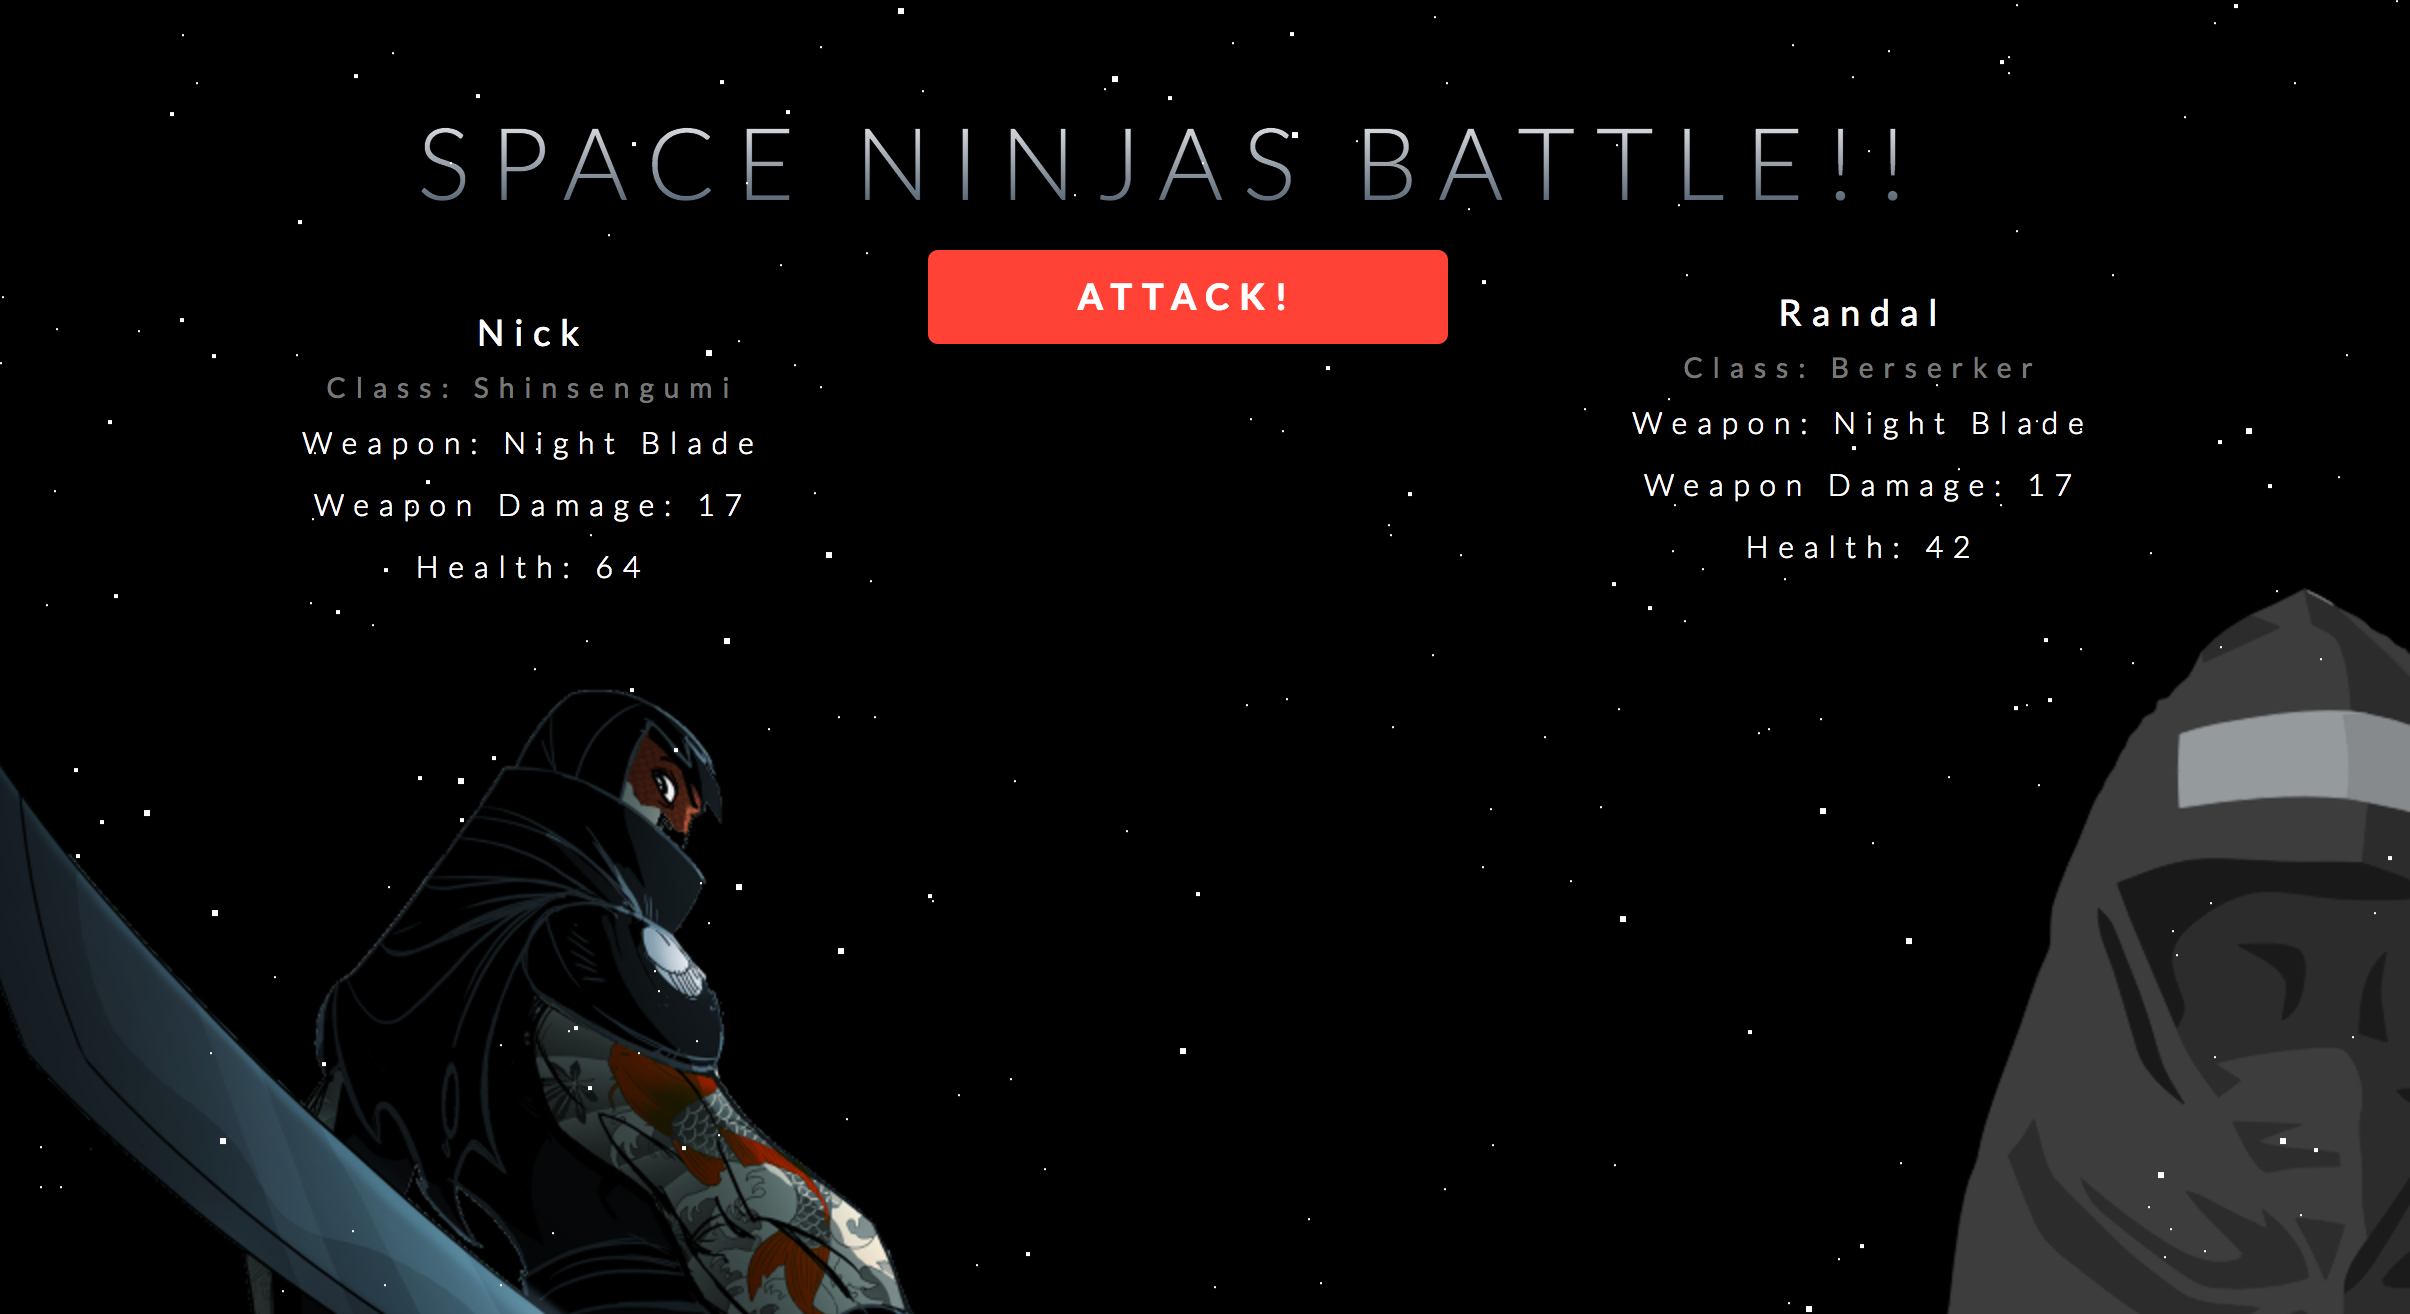 SPACE NINJAS BATTLE!!
ATTACK!
Nick
Class: Shinsengumi
Weapon: Night Blade
Weapon Damage: 17
Health: 64
Randal
Class: Berserker
Weapon: Night Blade
Weapon Damage: 17
Health: 42